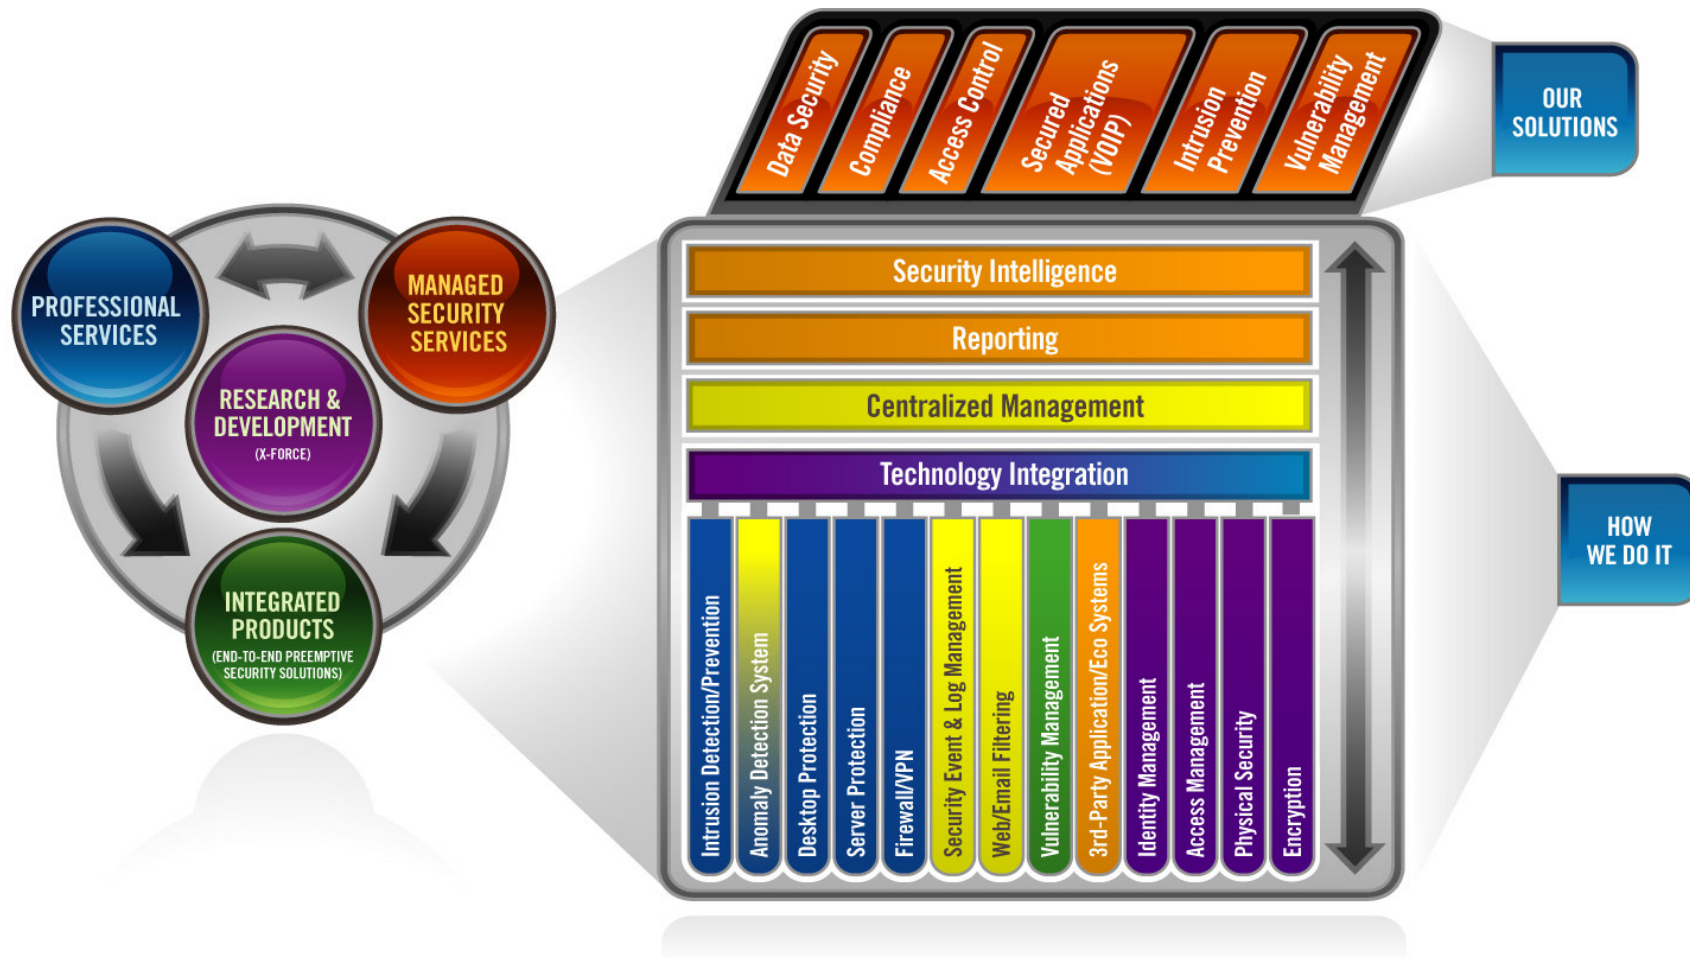 Data Security
Compliance
Access Control
Secured
Applications
(VOIP)
Intrusion
Prevention
Vulnerability
Management
OUR
SOLUTIONS
PROFESSIONAL
SERVICES
MANAGED
SECURITY
SERVICES
RESEARCH &
DEVELOPMENT
(X-FORCE)
INTEGRATED
PRODUCTS
(END-TO-END PREEMPTIVE
SECURITY SOLUTIONS)
Security Intelligence
Reporting
Centralized Management
Technology Integration
Intrusion Detection/Prevention
Anomaly Detection System
Desktop Protection
Server Protection
Firewall/VPN
Security Event & Log Management
Web/Email Filtering
Vulnerability Management
3rd-Party Application/Eco Systems
Identity Management
Access Management
Physical Security
Encryption
HOW
WE DO IT